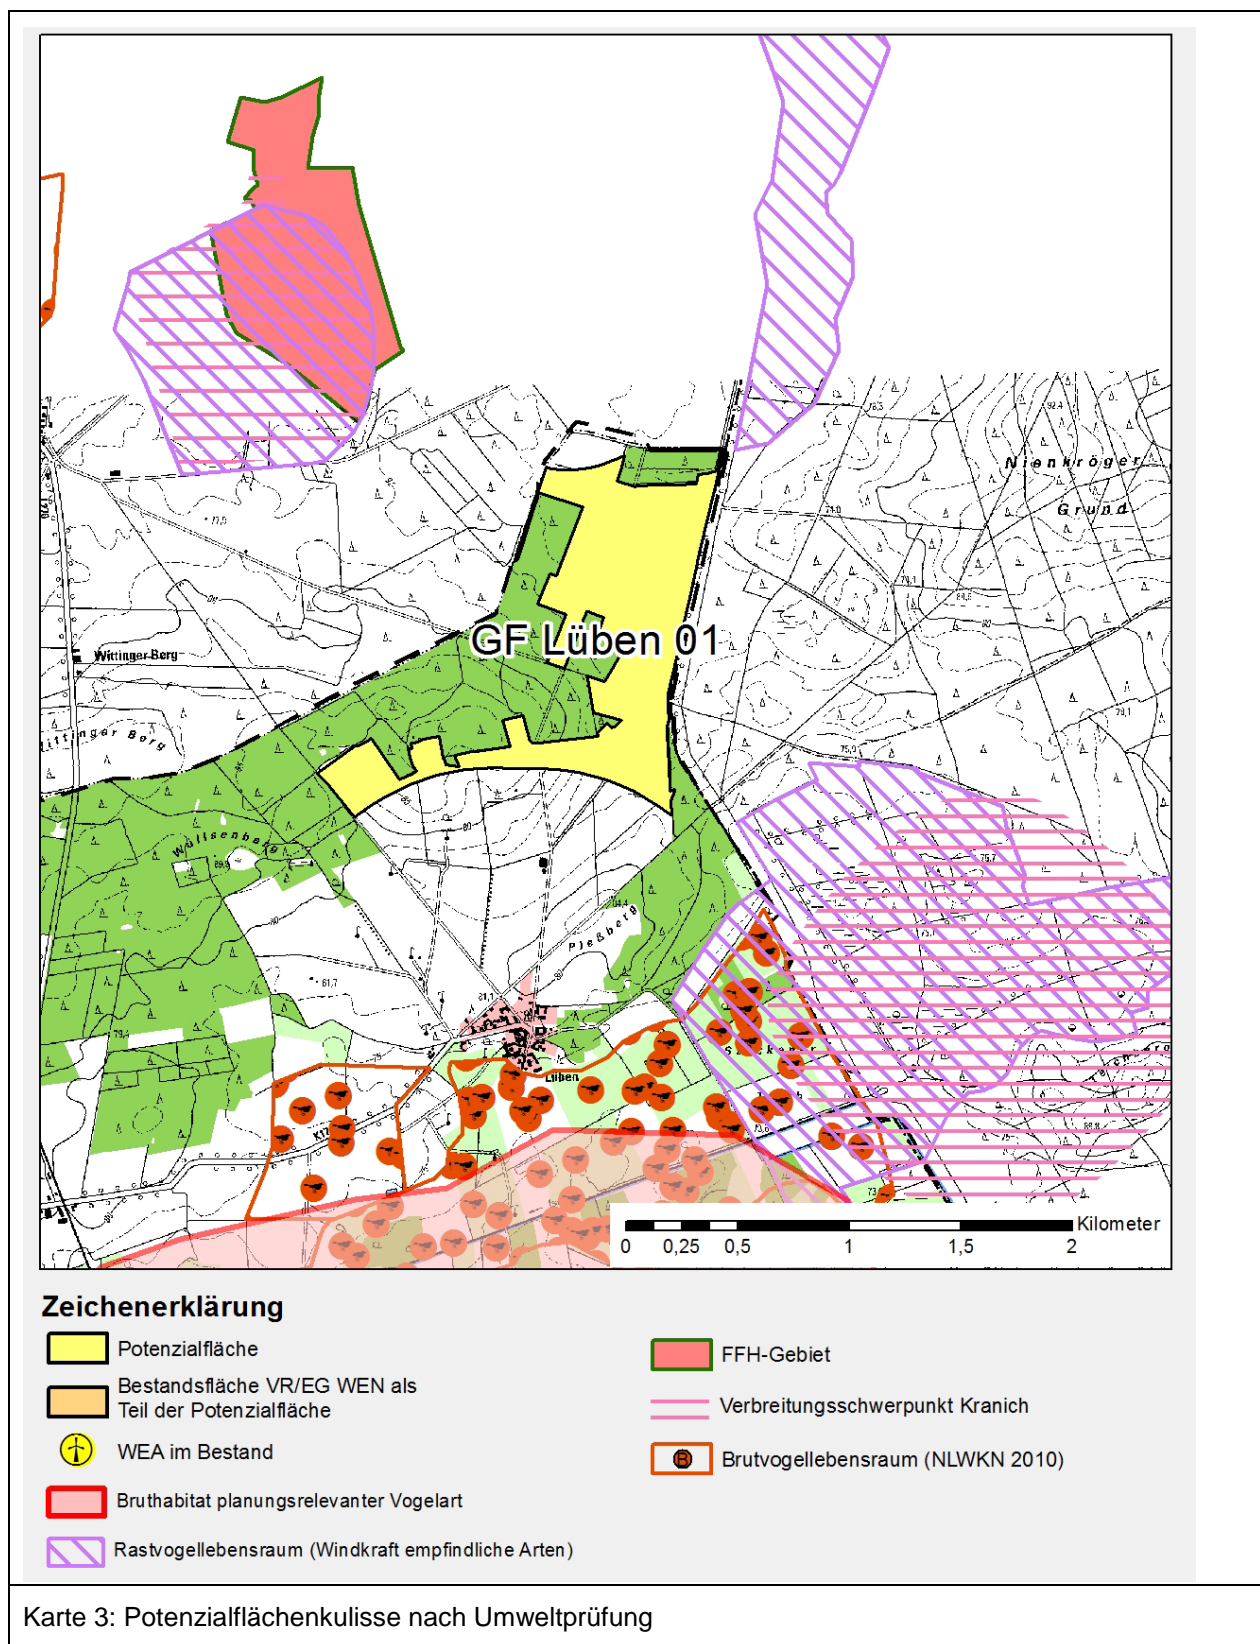 Nienkröger
Grund
GF Lüben 01
Wittinger Berg
Wüllsenberg
Pleßberg
Lüben
Kilometer
0 0,25 0,5 1 1,5 2
Zeichenerklärung
Potenzialfläche
FFH-Gebiet
Bestandsfläche VR/EG WEN als
Teil der Potenzialfläche
Verbreitungsschwerpunkt Kranich
WEA im Bestand
B
Brutvogellebensraum (NLWKN 2010)
Bruthabitat planungsrelevanter Vogelart
Rastvogellebensraum (Windkraft empfindliche Arten)
Karte 3: Potenzialflächenkulisse nach Umweltprüfung